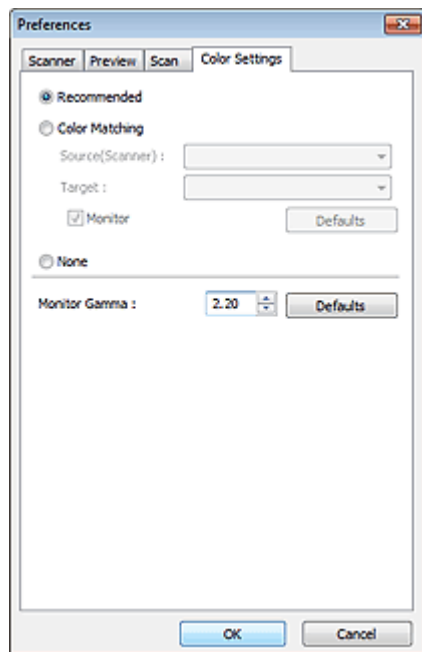 Preferences
Scanner Preview Scan Color Settings
Recommended
Color Matching
Source(Scanner) :
Target :
Monitor Defaults
None
Monitor Gamma : 2.20 Defaults
OK Cancel